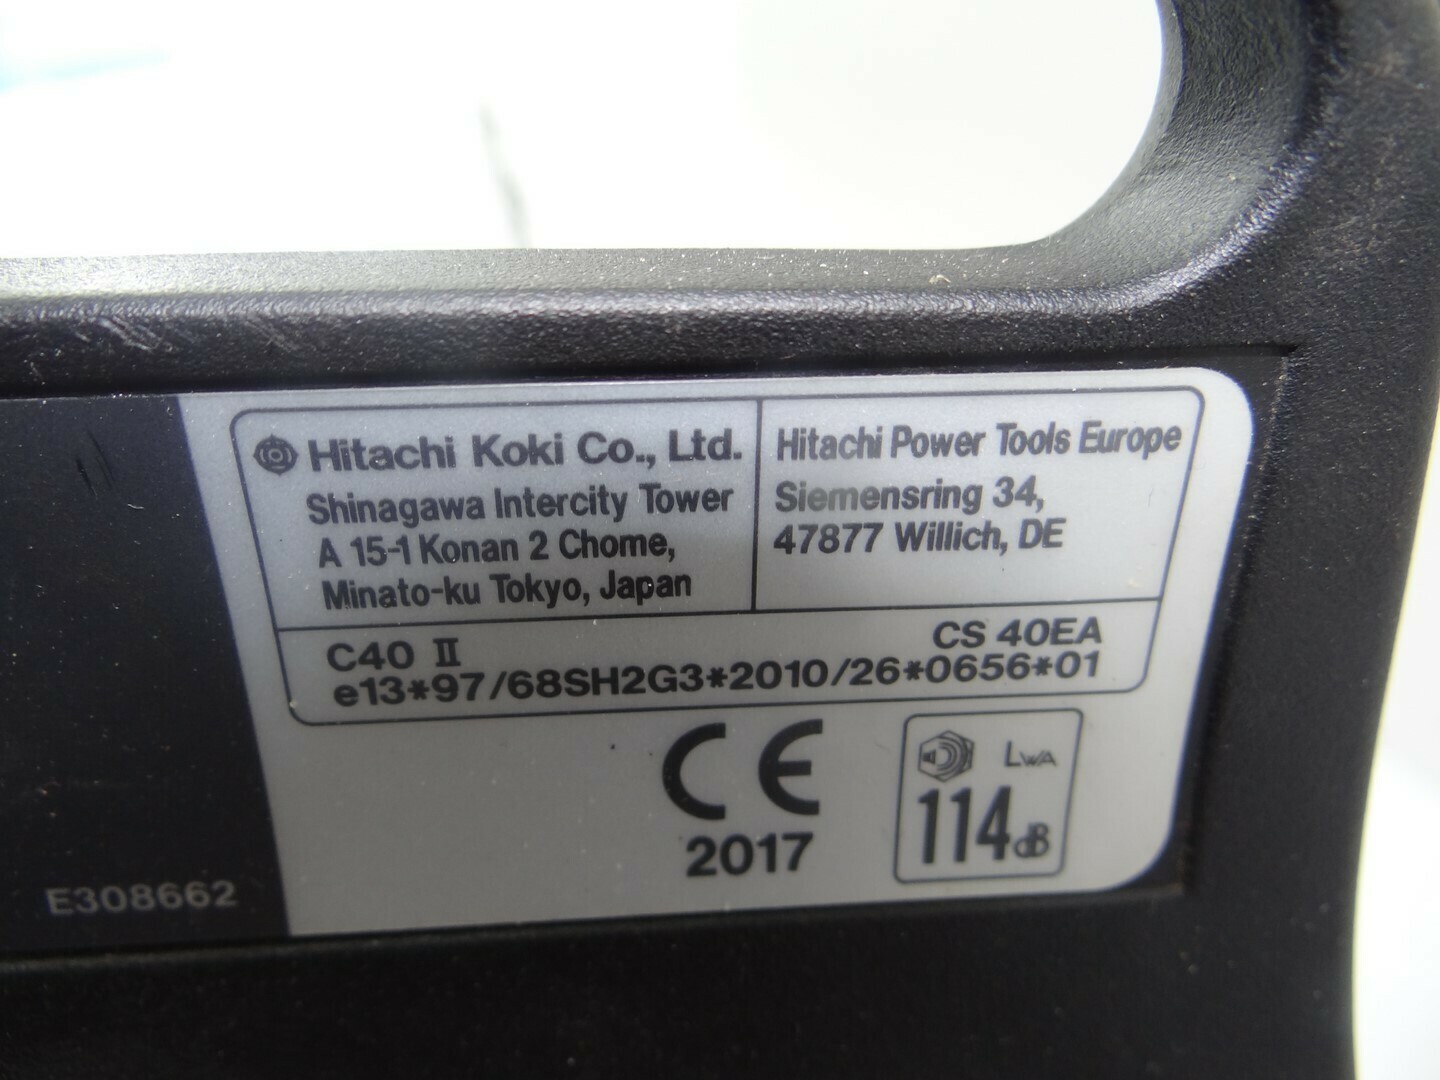 Hitachi Koki Co., Ltd.
Shinagawa Intercity Tower
A 15-1 Konan 2 Chome,
Minato-ku Tokyo, Japan
Hitachi Power Tools Europe
Siemensring 34,
47877 Willich, DE
C40 II CS 40EA
e13*97/68SH2G3*2010/26*0656*01
CE
2017
LWA
114dB
E308662